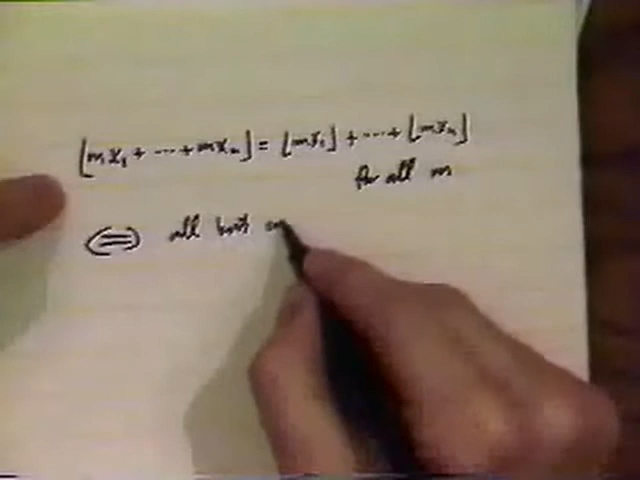 ⌊mx₁ + ⋯ + mxₙ⌋ = ⌊mx₁⌋ + ⋯ + ⌊mxₙ⌋
for all m
⟺ all but